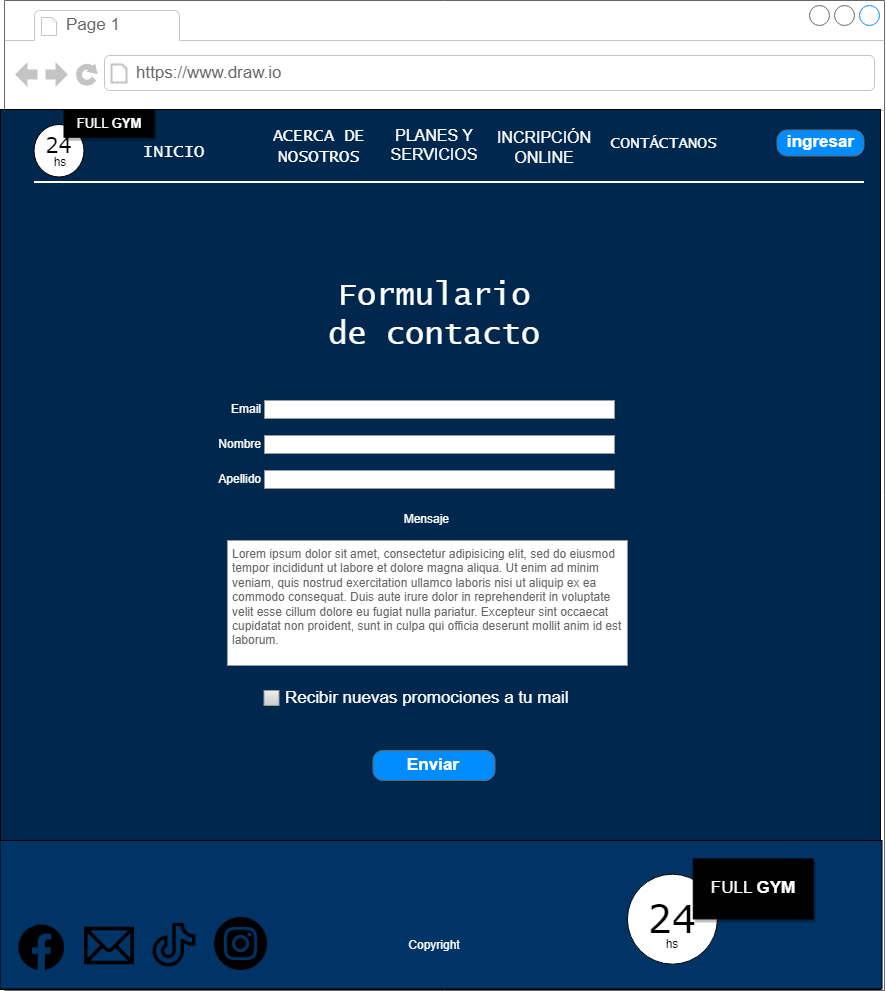 Page 1
https://www.draw.io
FULL GYM
24
hs
INICIO
ACERCA DE
NOSOTROS
PLANES Y
SERVICIOS
INCRIPCIÓN
ONLINE
CONTÁCTANOS
ingresar
Formulario
de contacto
Email
Nombre
Apellido
Mensaje
Lorem ipsum dolor sit amet, consectetur adipisicing elit, sed do eiusmod
tempor incididunt ut labore et dolore magna aliqua. Ut enim ad minim
veniam, quis nostrud exercitation ullamco laboris nisi ut aliquip ex ea
commodo consequat. Duis aute irure dolor in reprehenderit in voluptate
velit esse cillum dolore eu fugiat nulla pariatur. Excepteur sint occaecat
cupidatat non proident, sunt in culpa qui officia deserunt mollit anim id est
laborum.
Recibir nuevas promociones a tu mail
Enviar
FULL GYM
24
hs
Copyright